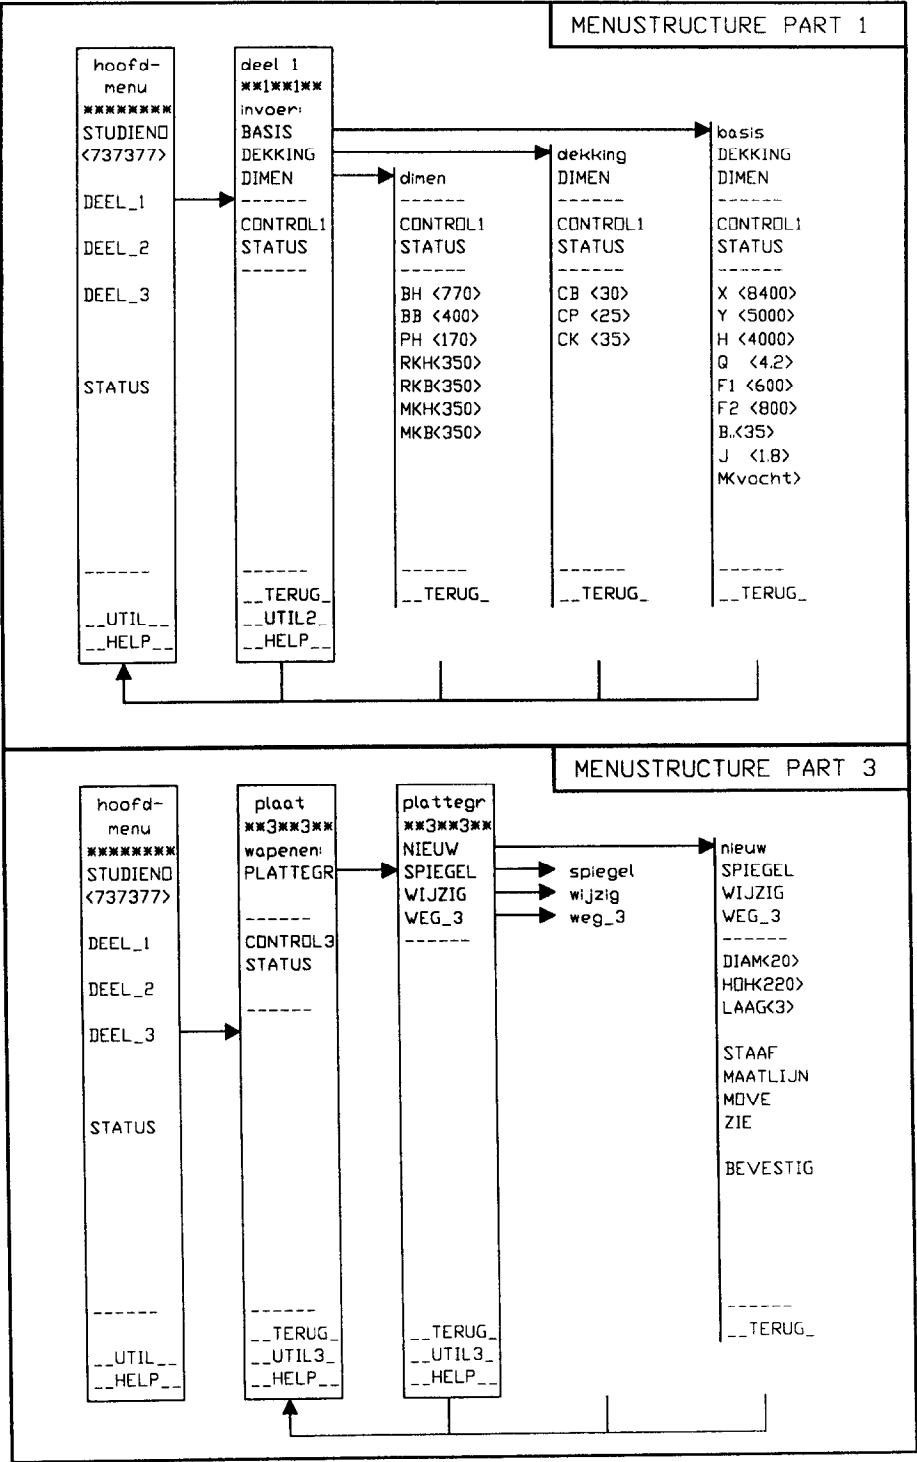 MENUSTRUCTURE PART 1
hoofd-
menu
********
STUDIENO
<737377>
DEEL_1
DEEL_2
DEEL_3
STATUS
------
__UTIL__
__HELP__
deel 1
**1**1**
invoer:
BASIS
DEKKING
DIMEN
------
CONTROL1
STATUS
------
------
__TERUG_
__UTIL2_
__HELP__
dimen
------
CONTROL1
STATUS
------
BH <770>
BB <400>
PH <170>
RKH<350>
RKB<350>
MKH<350>
MKB<350>
------
__TERUG_
dekking
DIMEN
------
CONTROL1
STATUS
------
CB <30>
CP <25>
CK <35>
------
__TERUG_
basis
DEKKING
DIMEN
------
CONTROL1
STATUS
------
X <8400>
Y <5000>
H <4000>
Q <4.2>
F1 <600>
F2 <800>
B..<35>
J <1.8>
M<vocht>
------
__TERUG_
MENUSTRUCTURE PART 3
hoofd-
menu
********
STUDIENO
<737377>
DEEL_1
DEEL_2
DEEL_3
STATUS
------
__UTIL__
__HELP__
plaat
**3**3**
wapenen:
PLATTEGR
------
CONTROL3
STATUS
------
------
__TERUG_
__UTIL3_
__HELP__
plattegr
**3**3**
NIEUW
SPIEGEL
WIJZIG
WEG_3
------
__TERUG_
__UTIL3_
__HELP__
spiegel
wijzig
weg_3
nieuw
SPIEGEL
WIJZIG
WEG_3
------
DIAM<20>
HOH<220>
LAAG<3>
STAAF
MAATLIJN
MOVE
ZIE
BEVESTIG
------
__TERUG_